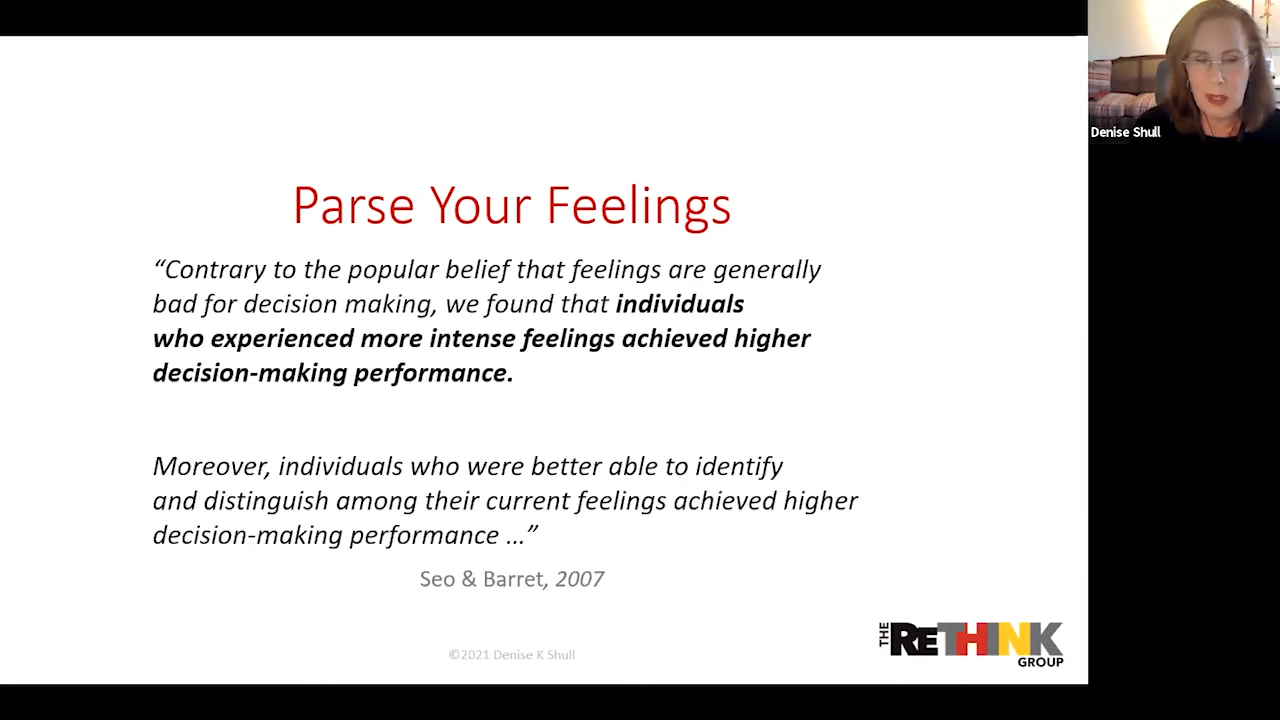 Parse Your Feelings
“Contrary to the popular belief that feelings are generally
bad for decision making, we found that individuals
who experienced more intense feelings achieved higher
decision-making performance.
Moreover, individuals who were better able to identify
and distinguish among their current feelings achieved higher
decision-making performance …”
Seo & Barret, 2007
©2021 Denise K Shull
THE RETHINK
GROUP
Denise Shull